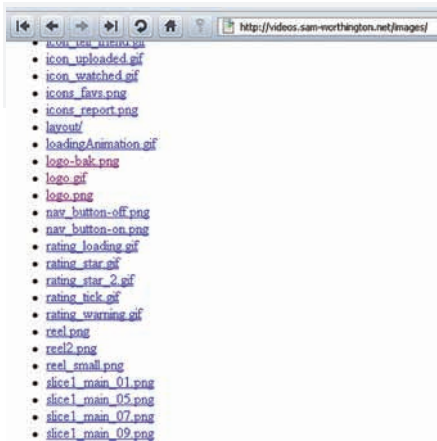 http://videos.sam-worthington.net/images/
icon_tell_friend.gif
icon_uploaded.gif
icon_watched.gif
icons_favs.png
icons_report.png
layout/
loadingAnimation.gif
logo-bak.png
logo.gif
logo.png
nav_button-off.png
nav_button-on.png
rating_loading.gif
rating_star.gif
rating_star_2.gif
rating_tick.gif
rating_warning.gif
reel.png
reel2.png
reel_small.png
slice1_main_01.png
slice1_main_05.png
slice1_main_07.png
slice1_main_09.png